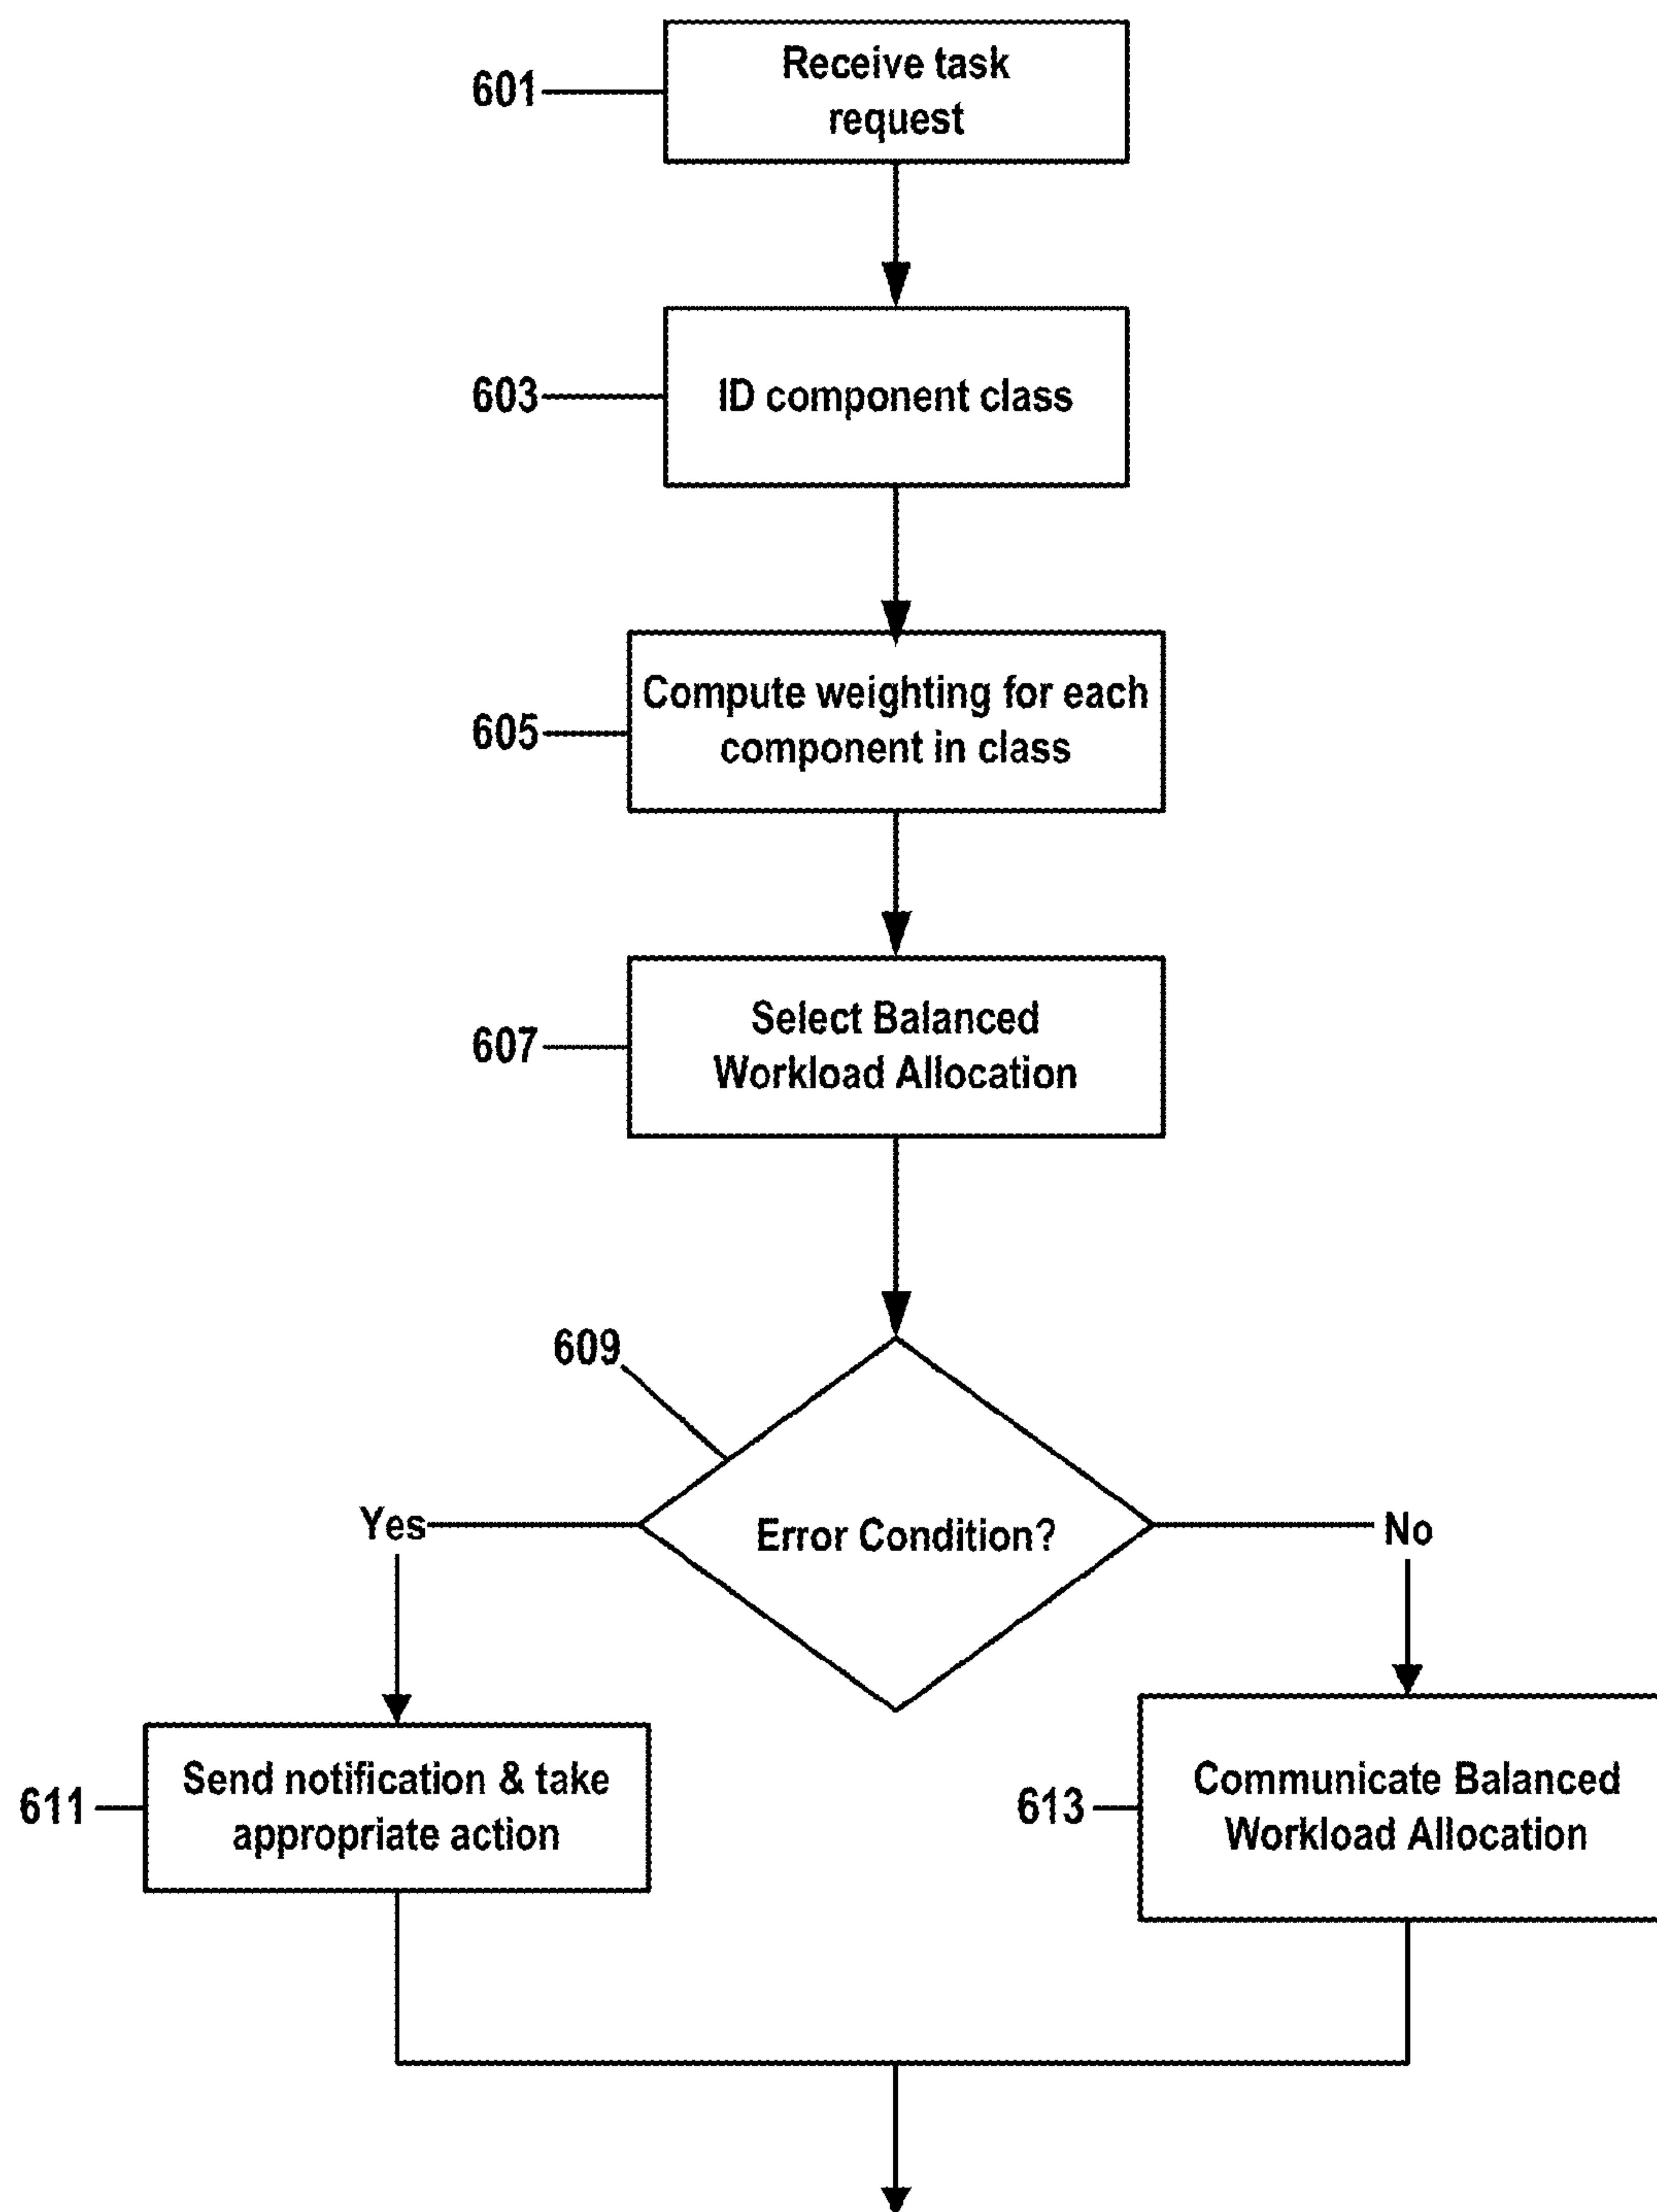 Receive task
request
601
603
ID component class
Compute weighting for each
component in class
605
Select Balanced
Workload Allocation
607
609
Error Condition?
Yes
No
Send notification & take
appropriate action
611
Communicate Balanced
Workload Allocation
613